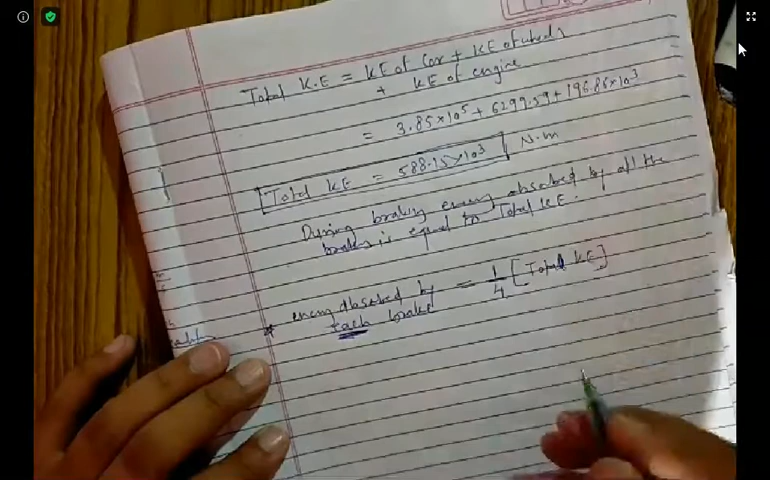 Total K.E = KE of Car + KE of wheels
+ KE of engine
= 3.85×10⁵ + 6299.59 + 196.86×10³
Total KE = 588.15×10³ N·m
During braking energy absorbed by all the
brakes is equal to Total KE.
* energy absorbed by = 1/4 [Total KE]
each brake